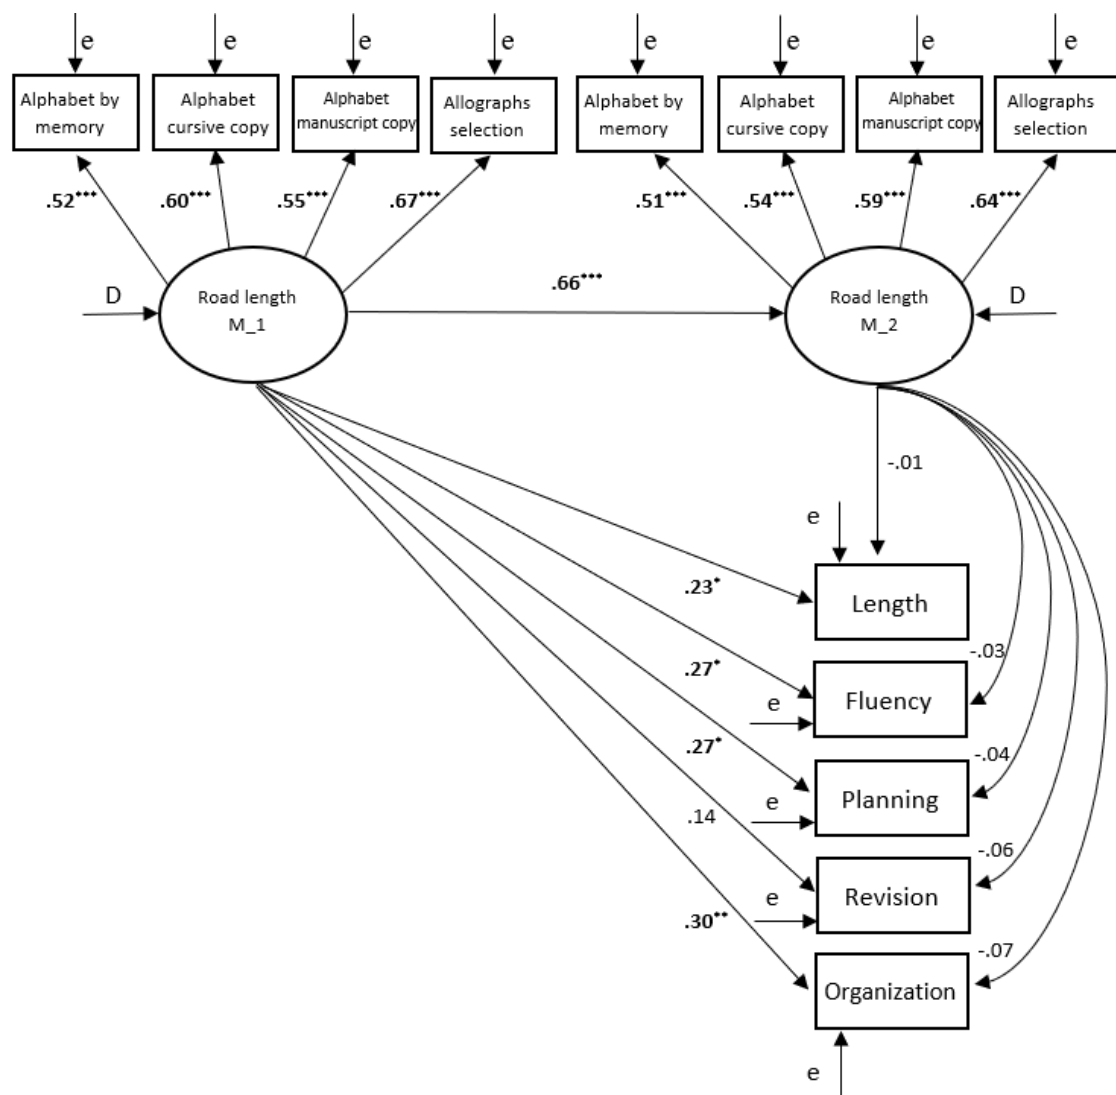 e e e e e e e e
Alphabet by
memory
Alphabet
cursive copy
Alphabet
manuscript copy
Allographs
selection
Alphabet by
memory
Alphabet
cursive copy
Alphabet
manuscript copy
Allographs
selection
.52*** .60*** .55*** .67*** .51*** .54*** .59*** .64***
D
Road length
M_1
.66***
Road length
M_2
D
-.01
e
.23*
Length
-.03
.27*
e
Fluency
-.04
.27*
e
Planning
-.06
.14
e
Revision
-.07
.30**
Organization
e